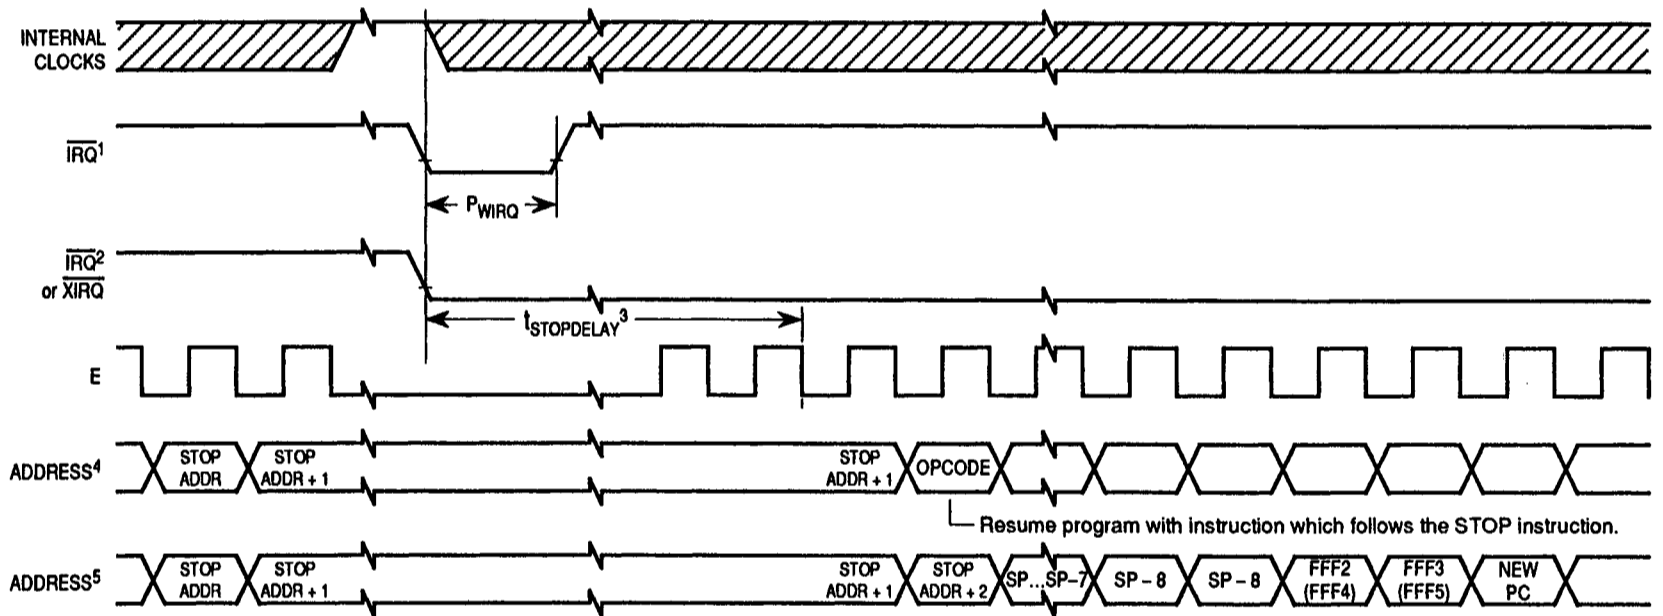 INTERNAL
CLOCKS
IRQ1
PWIRQ
IRQ2
or XIRQ
tSTOPDELAY3
E
ADDRESS4
STOP
ADDR
STOP
ADDR + 1
STOP
ADDR + 1
OPCODE
Resume program with instruction which follows the STOP instruction.
ADDRESS5
STOP
ADDR
STOP
ADDR + 1
STOP
ADDR + 1
STOP
ADDR + 2
SP...SP–7
SP – 8
SP – 8
FFF2
(FFF4)
FFF3
(FFF5)
NEW
PC